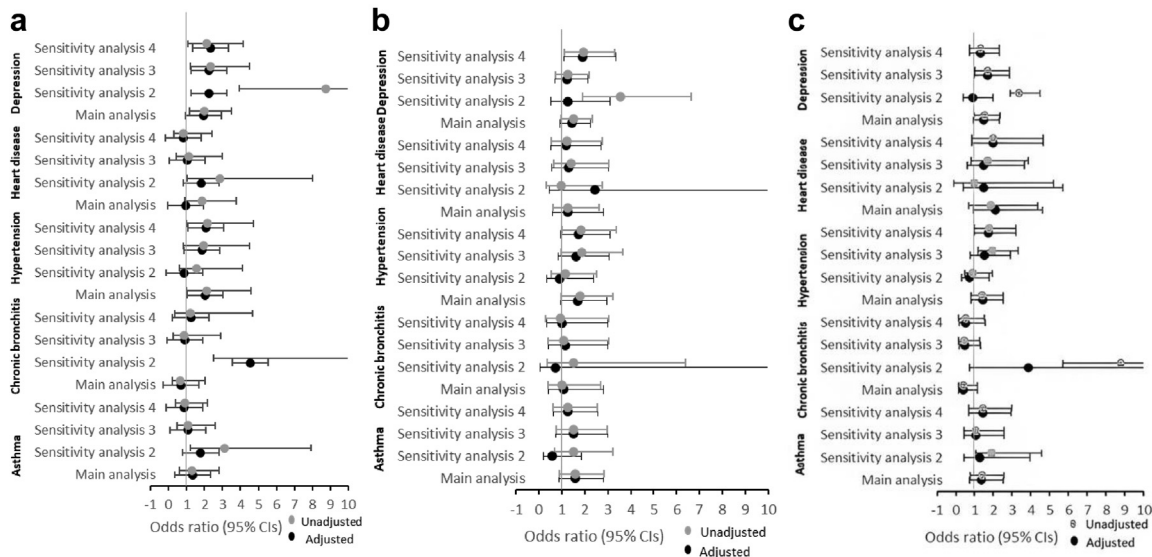 a
Depression
Sensitivity analysis 4
Sensitivity analysis 3
Sensitivity analysis 2
Main analysis
Heart disease
Sensitivity analysis 4
Sensitivity analysis 3
Sensitivity analysis 2
Main analysis
Hypertension
Sensitivity analysis 4
Sensitivity analysis 3
Sensitivity analysis 2
Main analysis
Chronic bronchitis
Sensitivity analysis 4
Sensitivity analysis 3
Sensitivity analysis 2
Main analysis
Asthma
Sensitivity analysis 4
Sensitivity analysis 3
Sensitivity analysis 2
Main analysis
-1 0 1 2 3 4 5 6 7 8 9 10
Odds ratio (95% CIs)
Unadjusted
Adjusted
b
Depression
Sensitivity analysis 4
Sensitivity analysis 3
Sensitivity analysis 2
Main analysis
Heart disease
Sensitivity analysis 4
Sensitivity analysis 3
Sensitivity analysis 2
Main analysis
Hypertension
Sensitivity analysis 4
Sensitivity analysis 3
Sensitivity analysis 2
Main analysis
Chronic bronchitis
Sensitivity analysis 4
Sensitivity analysis 3
Sensitivity analysis 2
Main analysis
Asthma
Sensitivity analysis 4
Sensitivity analysis 3
Sensitivity analysis 2
Main analysis
-1 0 1 2 3 4 5 6 7 8 9 10
Odds ratio (95% CIs)
Unadjusted
Adjusted
c
Depression
Sensitivity analysis 4
Sensitivity analysis 3
Sensitivity analysis 2
Main analysis
Heart disease
Sensitivity analysis 4
Sensitivity analysis 3
Sensitivity analysis 2
Main analysis
Hypertension
Sensitivity analysis 4
Sensitivity analysis 3
Sensitivity analysis 2
Main analysis
Chronic bronchitis
Sensitivity analysis 4
Sensitivity analysis 3
Sensitivity analysis 2
Main analysis
Asthma
Sensitivity analysis 4
Sensitivity analysis 3
Sensitivity analysis 2
Main analysis
-1 0 1 2 3 4 5 6 7 8 9 10
Odds ratio (95% CIs)
Unadjusted
Adjusted